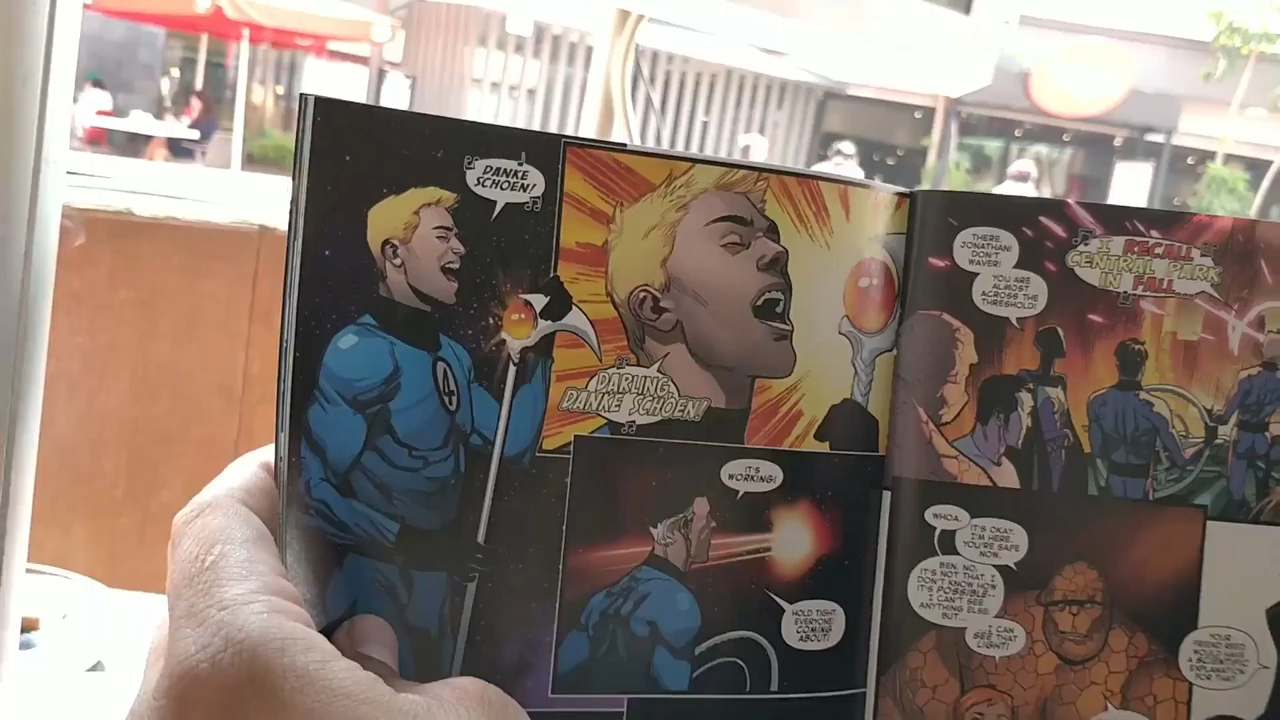 DANKE
SCHOEN!
4
DARLING,
DANKE SCHOEN!
IT'S
WORKING!
HOLD TIGHT,
EVERYONE!
COMING
ABOUT!
THERE,
JONATHAN!
DON'T
WAVER!
YOU ARE
ALMOST
ACROSS THE
THRESHOLD!
I RECALL
CENTRAL PARK
IN FALL...
WHOA.
IT'S OKAY.
I'M HERE.
YOU'RE SAFE
NOW.
BEN, NO.
IT'S NOT THAT. I
DON'T KNOW HOW
IT'S POSSIBLE--
I CAN'T SEE
ANYTHING ELSE,
BUT...
I CAN
SEE THAT
LIGHT!
YOUR
FRIEND REED
WOULD HAVE
A SCIENTIFIC
EXPLANATION
FOR THAT.